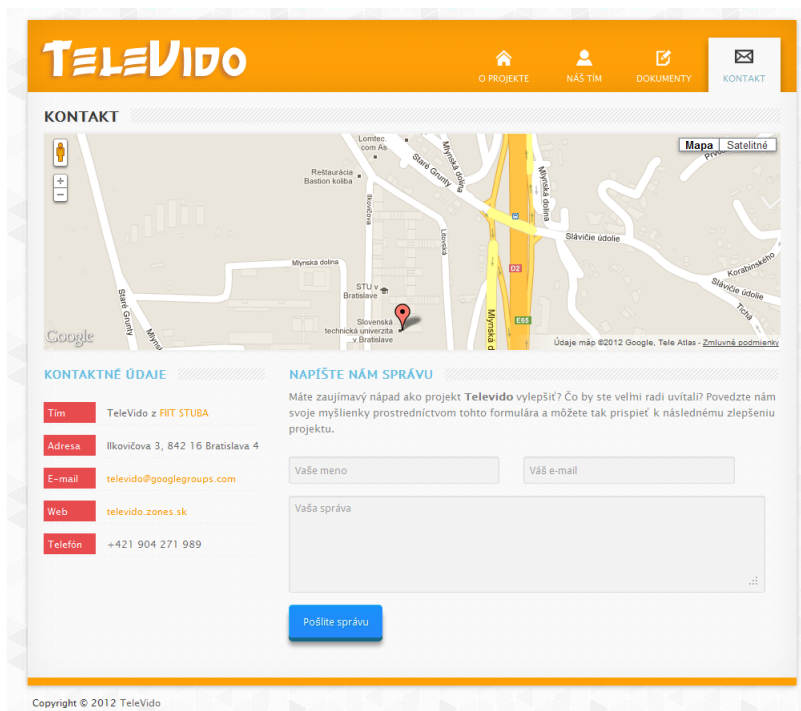 TELEVIDO
O PROJEKTE
NÁŠ TÍM
DOKUMENTY
KONTAKT
KONTAKT
Mapa
Satelitné
Lomtec.
com As
Staré Grunty
Mlynská dolina
Mlynská dolina
Reštaurácia
Bastion koliba
Ilkovičova
Litovská
Slávičie údolie
Mlynská dolina
D2
Korabinského
Slávičie údolie
Tichá
STU v
Bratislave
Staré Grunty
Slovenská
technická univerzita
v Bratislave
E65
Google
Údaje máp ©2012 Google, Tele Atlas - Zmluvné podmienky
KONTAKTNÉ ÚDAJE
Tím TeleVido z FIIT STUBA
Adresa Ilkovičova 3, 842 16 Bratislava 4
E-mail televido@googlegroups.com
Web televido.zones.sk
Telefón +421 904 271 989
NAPÍŠTE NÁM SPRÁVU
Máte zaujímavý nápad ako projekt Televido vylepšiť? Čo by ste veľmi radi uvítali? Povedzte nám
svoje myšlienky prostredníctvom tohto formulára a môžete tak prispieť k následnému zlepšeniu
projektu.
Vaše meno
Váš e-mail
Vaša správa
Pošlite správu
Copyright © 2012 TeleVido